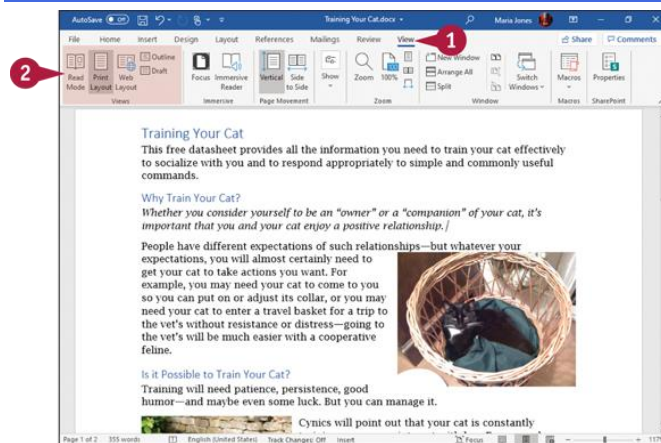 AutoSave Off
Training Your Cat.docx
Maria Jones
File Home Insert Design Layout References Mailings Review View
Share Comments
1
2
Read Mode
Print Layout
Web Layout
Outline
Draft
Views
Focus
Immersive Reader
Immersive
Vertical
Side to Side
Page Movement
Show
Zoom
100%
Zoom
New Window
Arrange All
Split
Switch Windows
Window
Macros
Macros
Properties
SharePoint
Training Your Cat
This free datasheet provides all the information you need to train your cat effectively
to socialize with you and to respond appropriately to simple and commonly useful
commands.
Why Train Your Cat?
Whether you consider yourself to be an “owner” or a “companion” of your cat, it’s
important that you and your cat enjoy a positive relationship.
People have different expectations of such relationships—but whatever your
expectations, you will almost certainly need to
get your cat to take actions you want. For
example, you may need your cat to come to you
so you can put on or adjust its collar, or you may
need your cat to enter a travel basket for a trip to
the vet’s without resistance or distress—going to
the vet’s will be much easier with a cooperative
feline.
Is it Possible to Train Your Cat?
Training will need patience, persistence, good
humor—and maybe even some luck. But you can manage it.
Cynics will point out that your cat is constantly
Page 1 of 2 355 words English (United States) Track Changes: Off Insert Focus